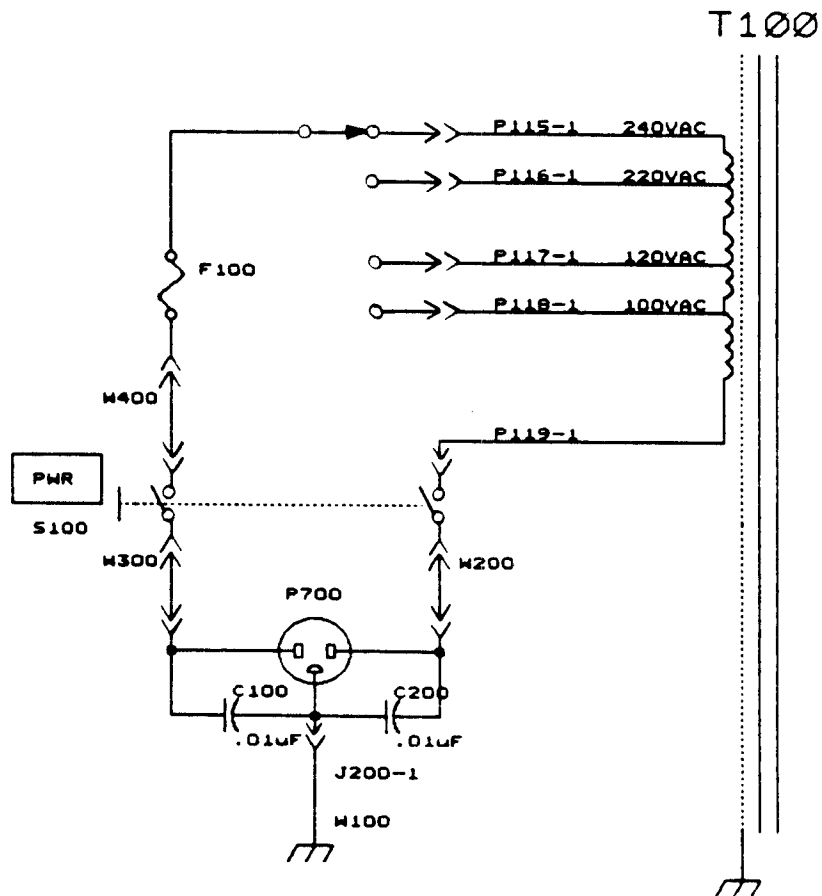 T100
P115-1 240VAC
P116-1 220VAC
P117-1 120VAC
P118-1 100VAC
F100
W400
P119-1
PWR
S100
W300
W200
P700
C100
C200
.01uF
.01uF
J200-1
W100